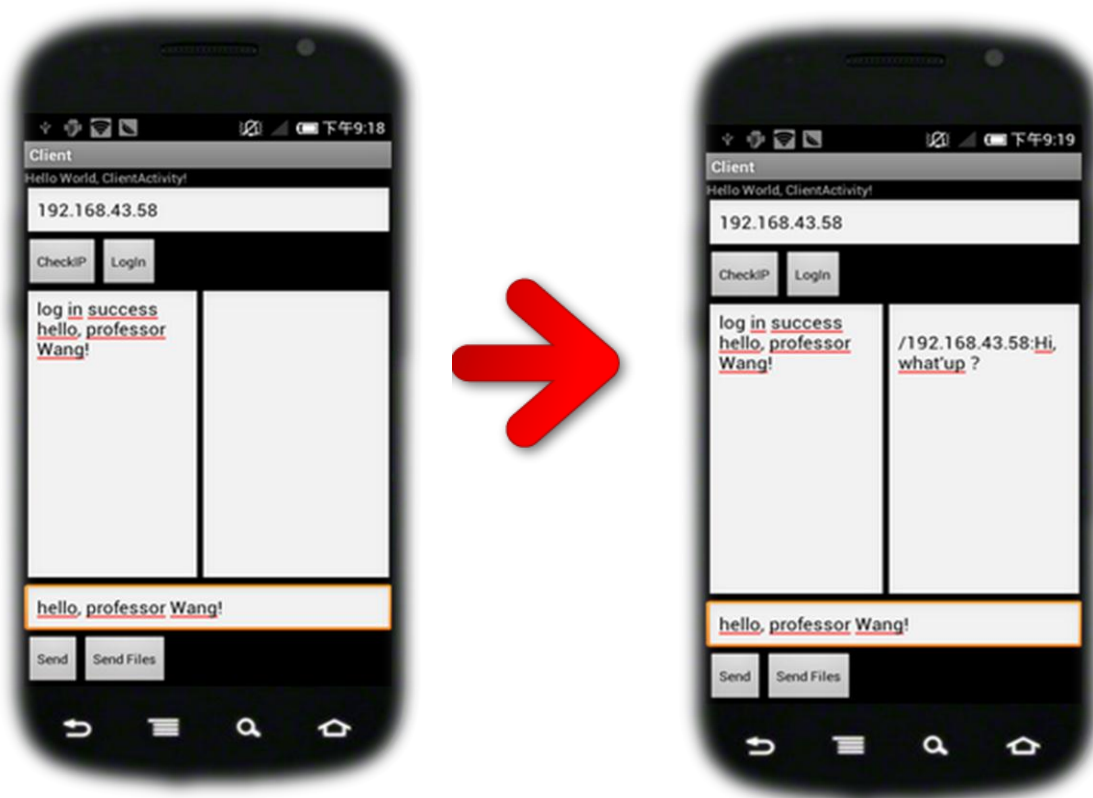 下午9:18
Client
Hello World, ClientActivity!
192.168.43.58
CheckIP LogIn
log in success
hello, professor
Wang!
hello, professor Wang!
Send Send Files
下午9:19
Client
Hello World, ClientActivity!
192.168.43.58
CheckIP LogIn
log in success
hello, professor
Wang!
/192.168.43.58:Hi,
what'up ?
hello, professor Wang!
Send Send Files